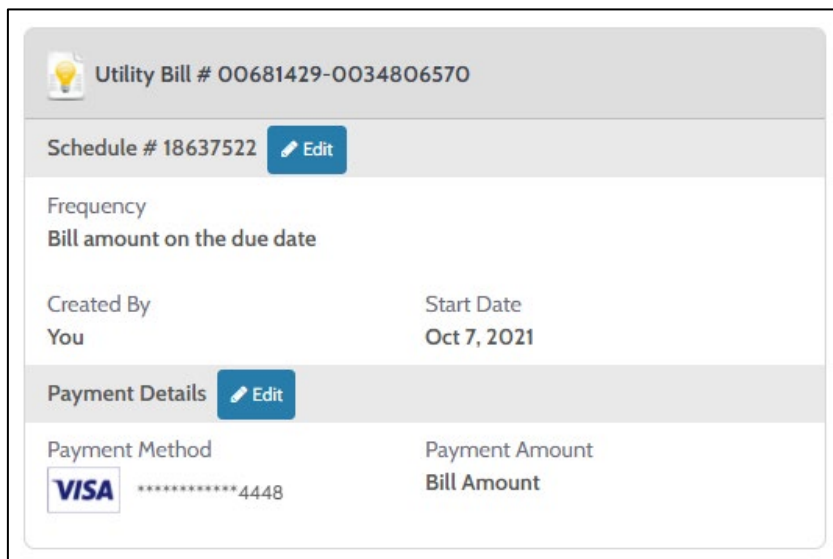 Utility Bill # 00681429-0034806570
Schedule # 18637522 Edit
Frequency
Bill amount on the due date
Created By Start Date
You Oct 7, 2021
Payment Details Edit
Payment Method Payment Amount
VISA ************4448 Bill Amount